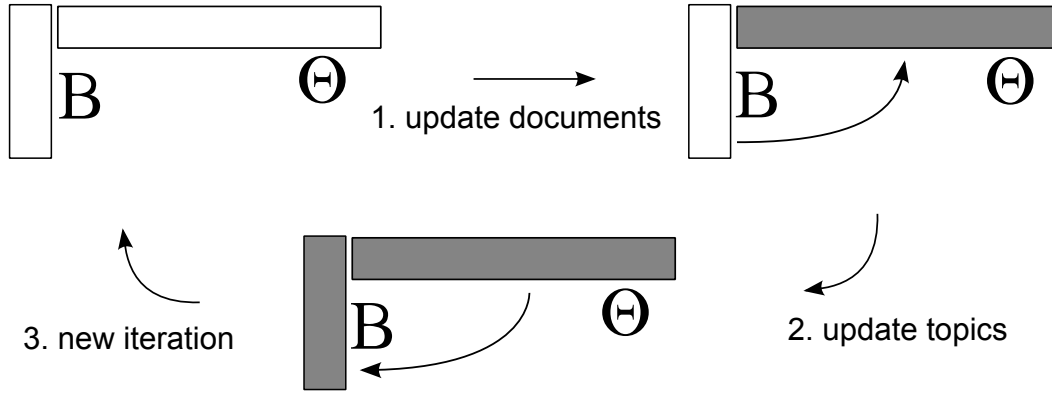 B Θ
1. update documents
B Θ
2. update topics
B Θ
3. new iteration